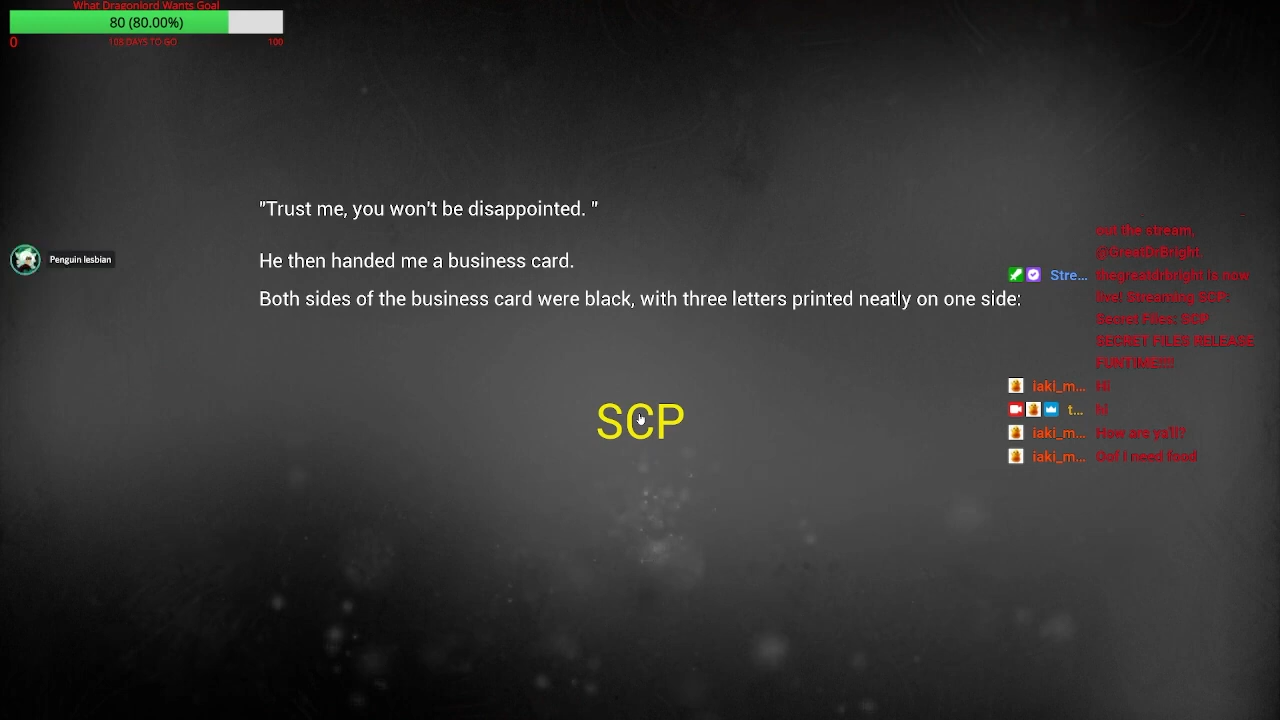 What Dragonlord Wants Goal
80 (80.00%)
0 108 DAYS TO GO 100
"Trust me, you won't be disappointed. "
Penguin lesbian
He then handed me a business card.
Both sides of the business card were black, with three letters printed neatly on one side:
SCP
out the stream,
@GreatDrBright
Stre... thegreatdrbright is now
live! Streaming SCP:
Secret Files: SCP
SECRET FILES RELEASE
FUNTIME!!!
iaki_m... Hi
t... hi
iaki_m... How are ya'll?
iaki_m... Oof I need food